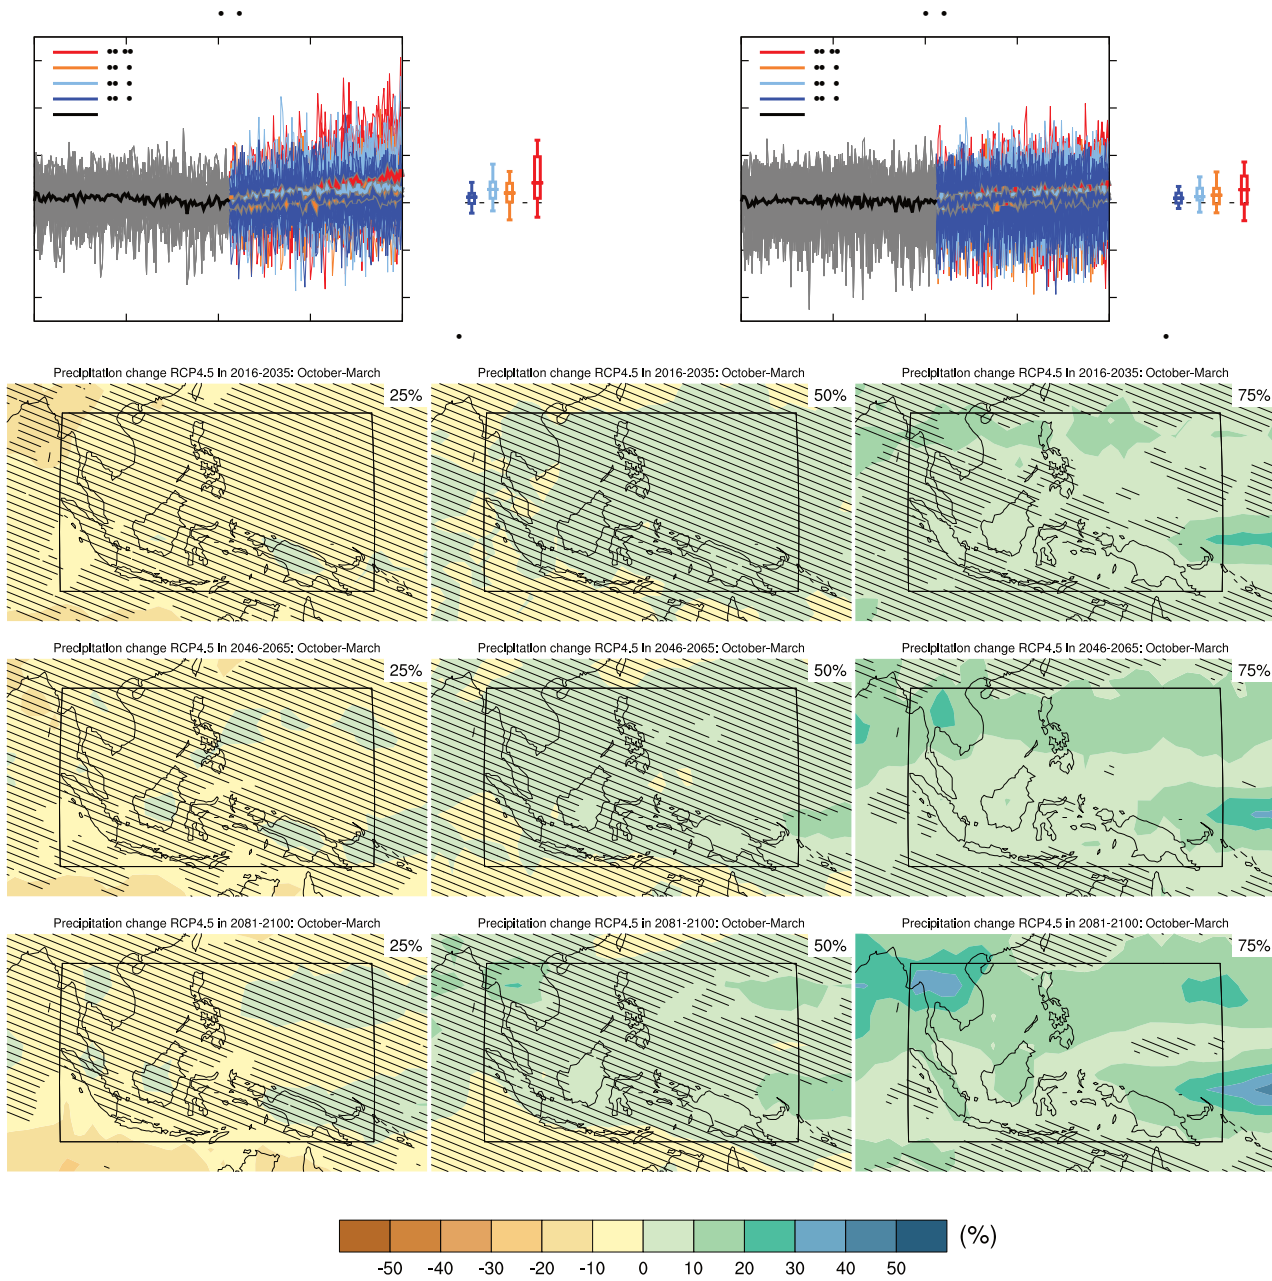 Precipitation change RCP4.5 in 2016-2035: October-March
Precipitation change RCP4.5 in 2016-2035: October-March
Precipitation change RCP4.5 in 2016-2035: October-March
25%
50%
75%
Precipitation change RCP4.5 in 2046-2065: October-March
Precipitation change RCP4.5 in 2046-2065: October-March
Precipitation change RCP4.5 in 2046-2065: October-March
25%
50%
75%
Precipitation change RCP4.5 in 2081-2100: October-March
Precipitation change RCP4.5 in 2081-2100: October-March
Precipitation change RCP4.5 in 2081-2100: October-March
25%
50%
75%
-50 -40 -30 -20 -10 0 10 20 30 40 50 (%)